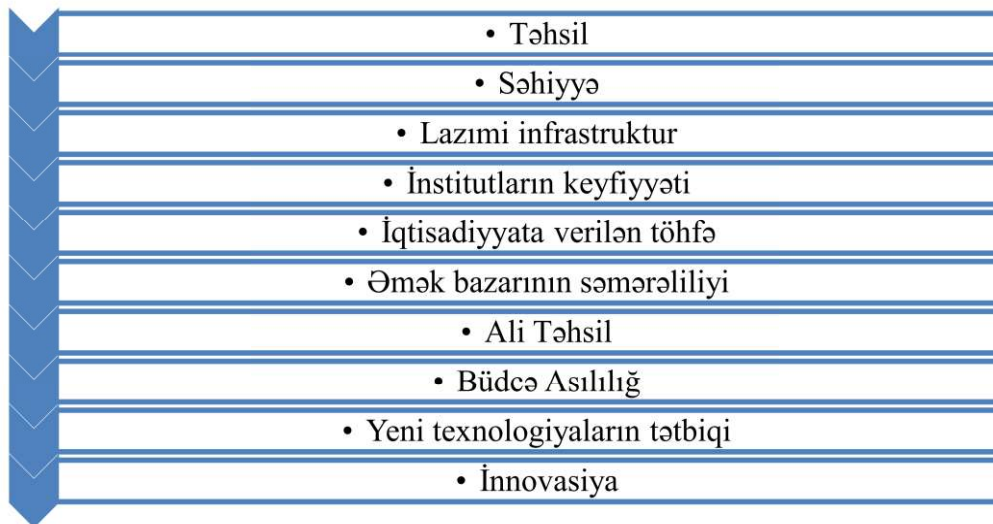 • Təhsil
• Səhiyyə
• Lazımi infrastruktur
• İnstitutların keyfiyyəti
• İqtisadiyyata verilən töhfə
• Əmək bazarının səmərəliliyi
• Ali Təhsil
• Büdcə Asılılığ
• Yeni texnologiyaların tətbiqi
• İnnovasiya